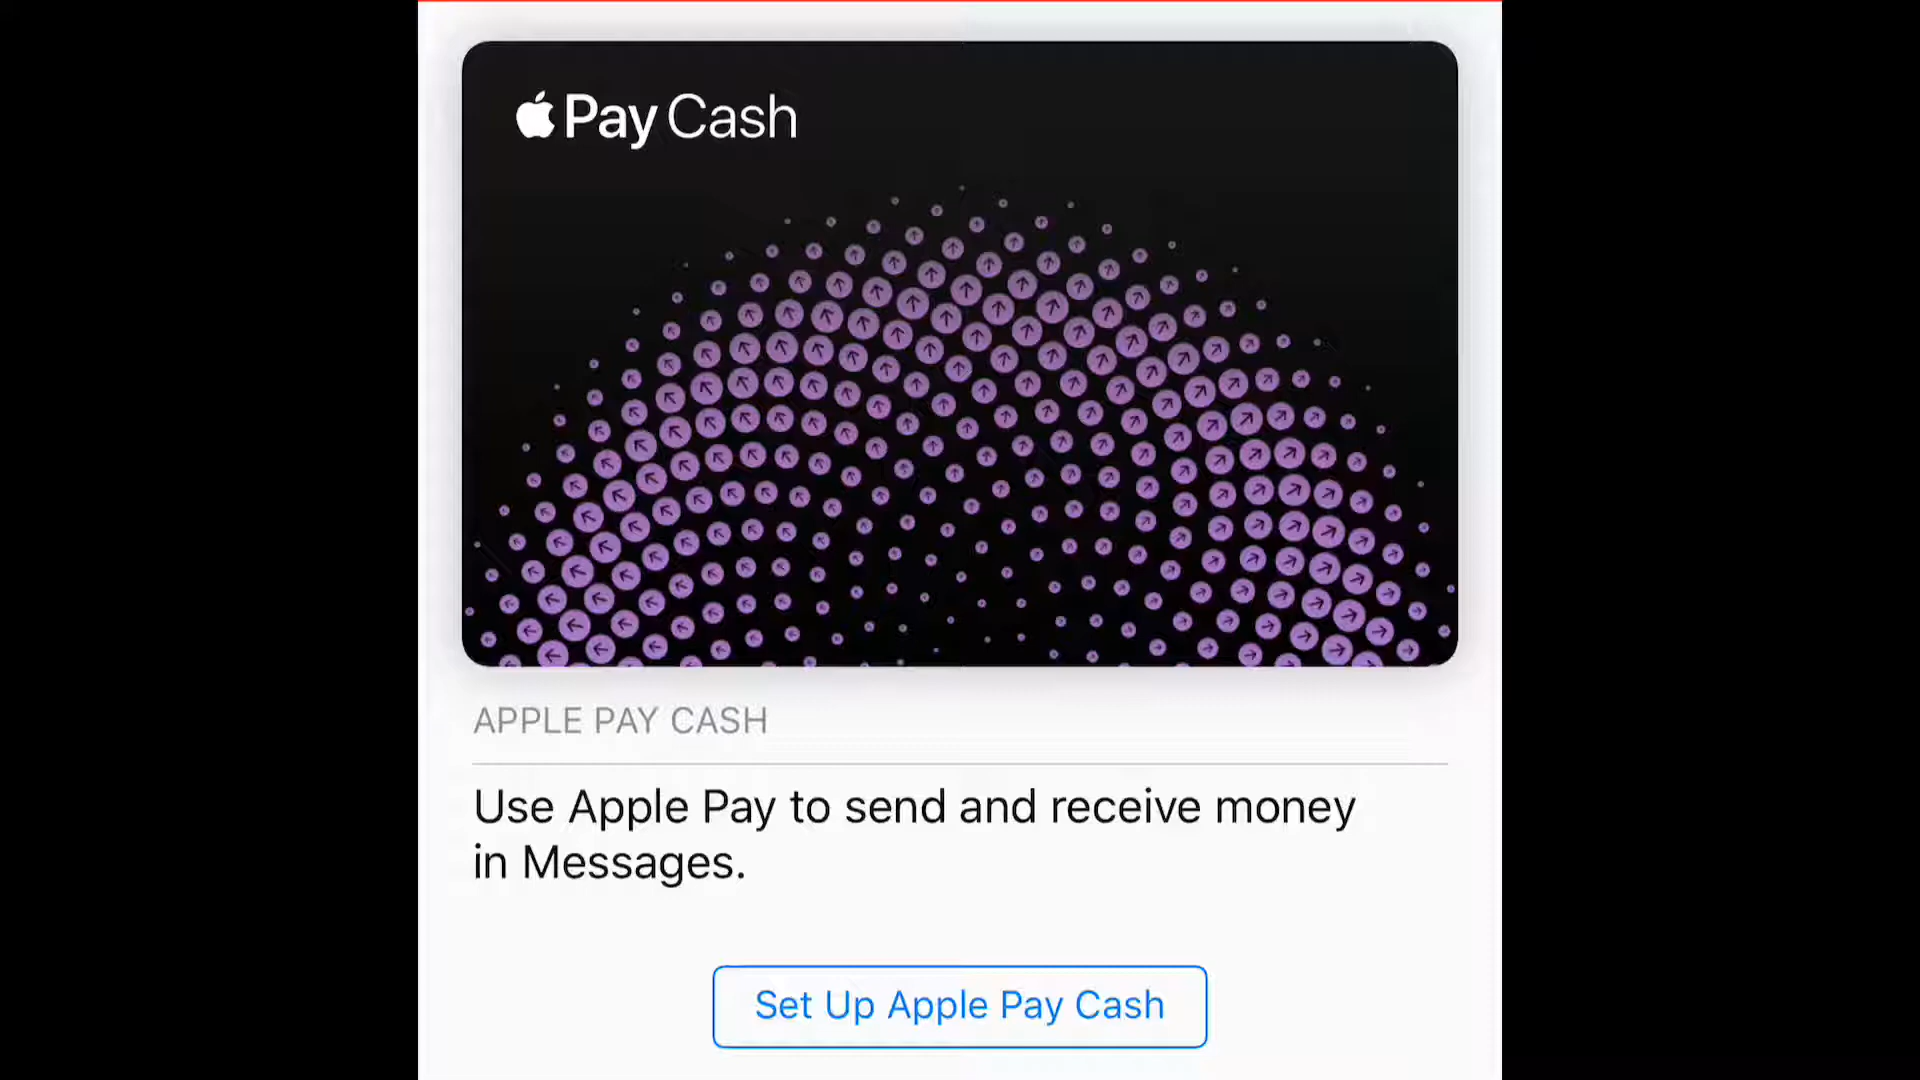 Pay Cash
APPLE PAY CASH
Use Apple Pay to send and receive money
in Messages.
Set Up Apple Pay Cash